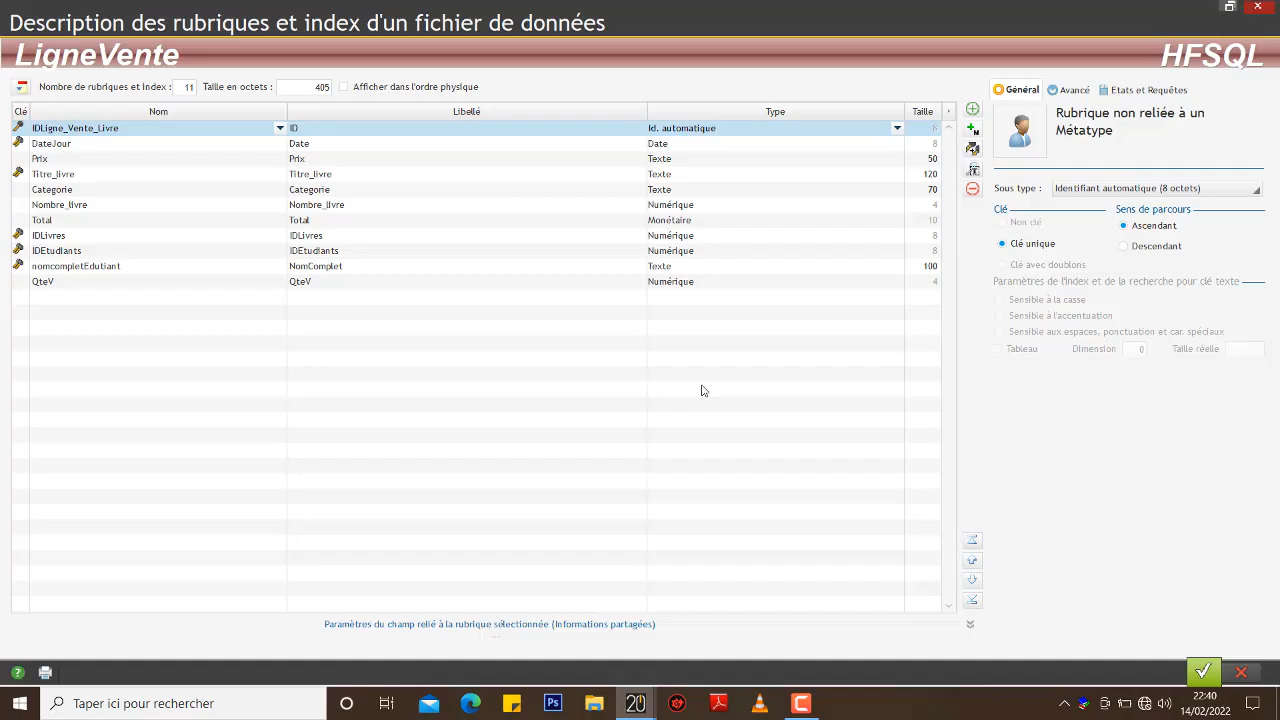 Description des rubriques et index d'un fichier de données
LigneVente HFSQL
Nombre de rubriques et index : 11 Taille en octets : 405 Afficher dans l'ordre physique
Clé Nom Libellé Type Taille
IDLigne_Vente_Livre ID Id. automatique 8
DateJour Date Date 8
Prix Prix Texte 50
Titre_livre Titre_livre Texte 120
Categorie Categorie Texte 70
Nombre_livre Nombre_livre Numérique 4
Total Total Monétaire 10
IDLivres IDLivres Numérique 8
IDEtudiants IDEtudiants Numérique 8
nomcompletEdutiant NomComplet Texte 100
QteV QteV Numérique 4
Paramètres du champ relié à la rubrique sélectionnée (Informations partagées)
Général Avancé Etats et Requêtes
Rubrique non reliée à un
Métatype
Sous type : Identifiant automatique (8 octets)
Clé Sens de parcours
Non clé Ascendant
Clé unique Descendant
Clé avec doublons
Paramètres de l'index et de la recherche pour clé texte
Sensible à la casse
Sensible à l'accentuation
Sensible aux espaces, ponctuation et car. spéciaux
Tableau Dimension 0 Taille réelle
Taper ici pour rechercher
Ps
20
22:40
14/02/2022